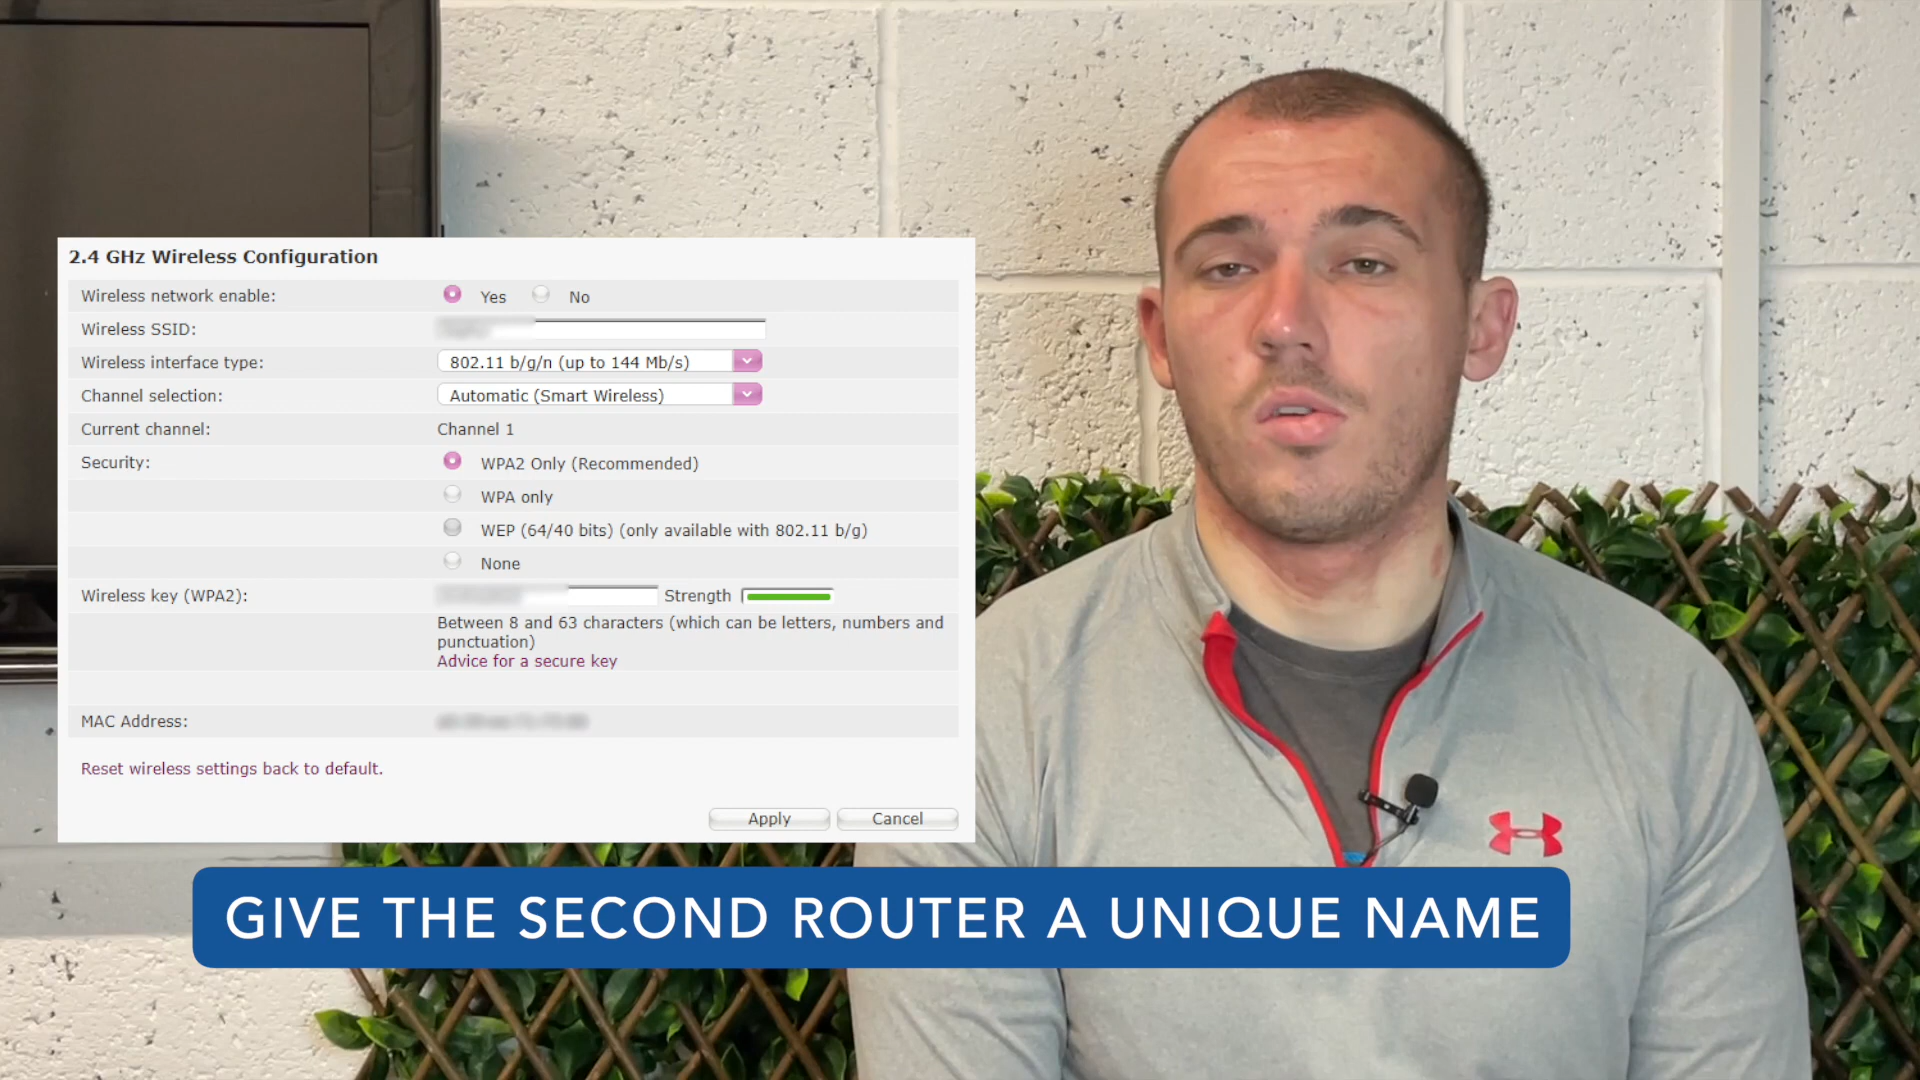 2.4 GHz Wireless Configuration
Wireless network enable: Yes No
Wireless SSID:
Wireless interface type: 802.11 b/g/n (up to 144 Mb/s)
Channel selection: Automatic (Smart Wireless)
Current channel: Channel 1
Security: WPA2 Only (Recommended)
WPA only
WEP (64/40 bits) (only available with 802.11 b/g)
None
Wireless key (WPA2): Strength
Between 8 and 63 characters (which can be letters, numbers and
punctuation)
Advice for a secure key
MAC Address:
Reset wireless settings back to default.
Apply Cancel
GIVE THE SECOND ROUTER A UNIQUE NAME